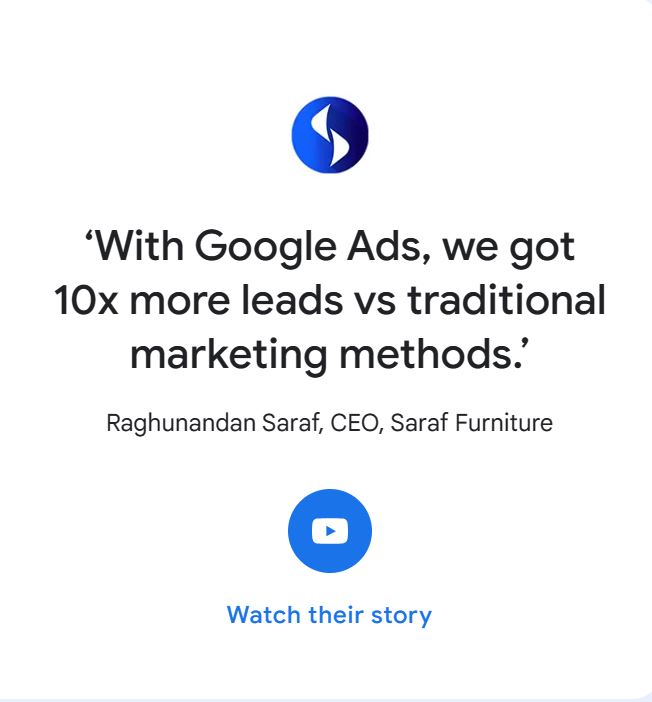 ‘With Google Ads, we got
10x more leads vs traditional
marketing methods.’
Raghunandan Saraf, CEO, Saraf Furniture
Watch their story